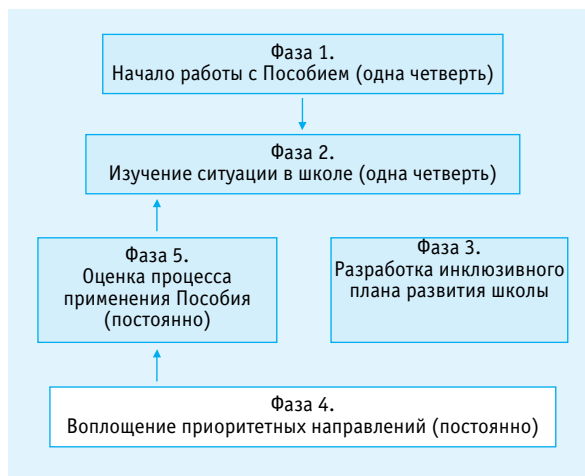 Фаза 1.
Начало работы с Пособием (одна четверть)
Фаза 2.
Изучение ситуации в школе (одна четверть)
Фаза 5.
Оценка процесса
применения Пособия
(постоянно)
Фаза 3.
Разработка инклюзивного
плана развития школы
Фаза 4.
Воплощение приоритетных направлений (постоянно)